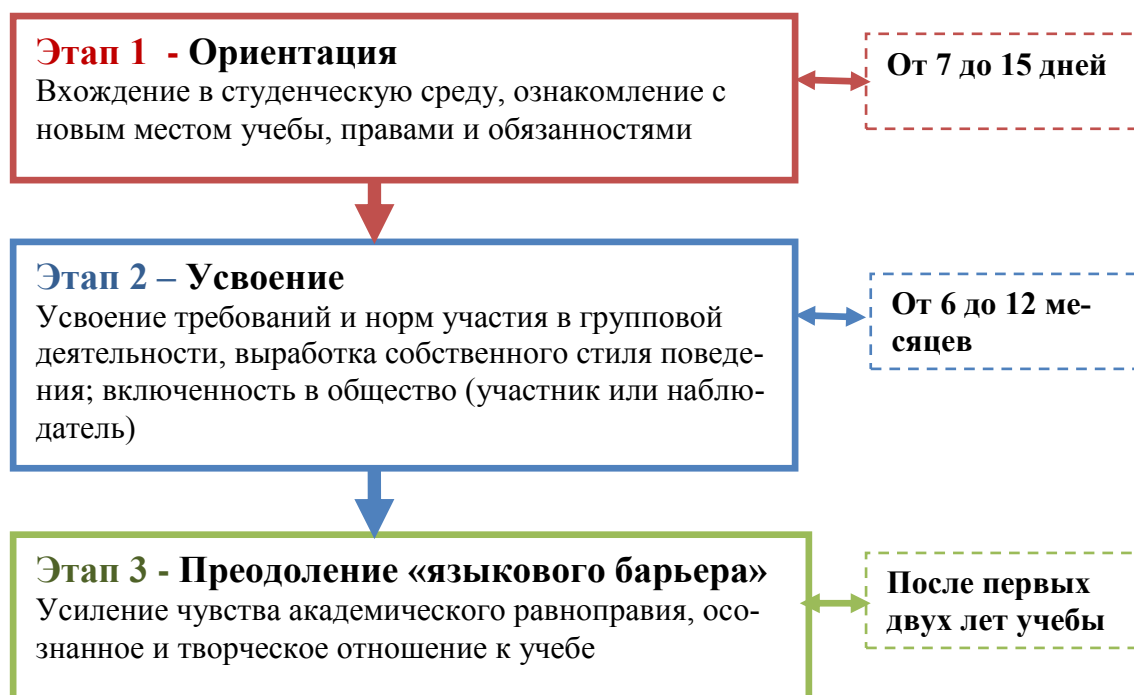 Этап 1 - Ориентация
Вхождение в студенческую среду, ознакомление с
новым местом учебы, правами и обязанностями
От 7 до 15 дней
Этап 2 – Усвоение
Усвоение требований и норм участия в групповой
деятельности, выработка собственного стиля поведе-
ния; включенность в общество (участник или наблю-
датель)
От 6 до 12 ме-
сяцев
Этап 3 - Преодоление «языкового барьера»
Усиление чувства академического равноправия, осо-
знанное и творческое отношение к учебе
После первых
двух лет учебы